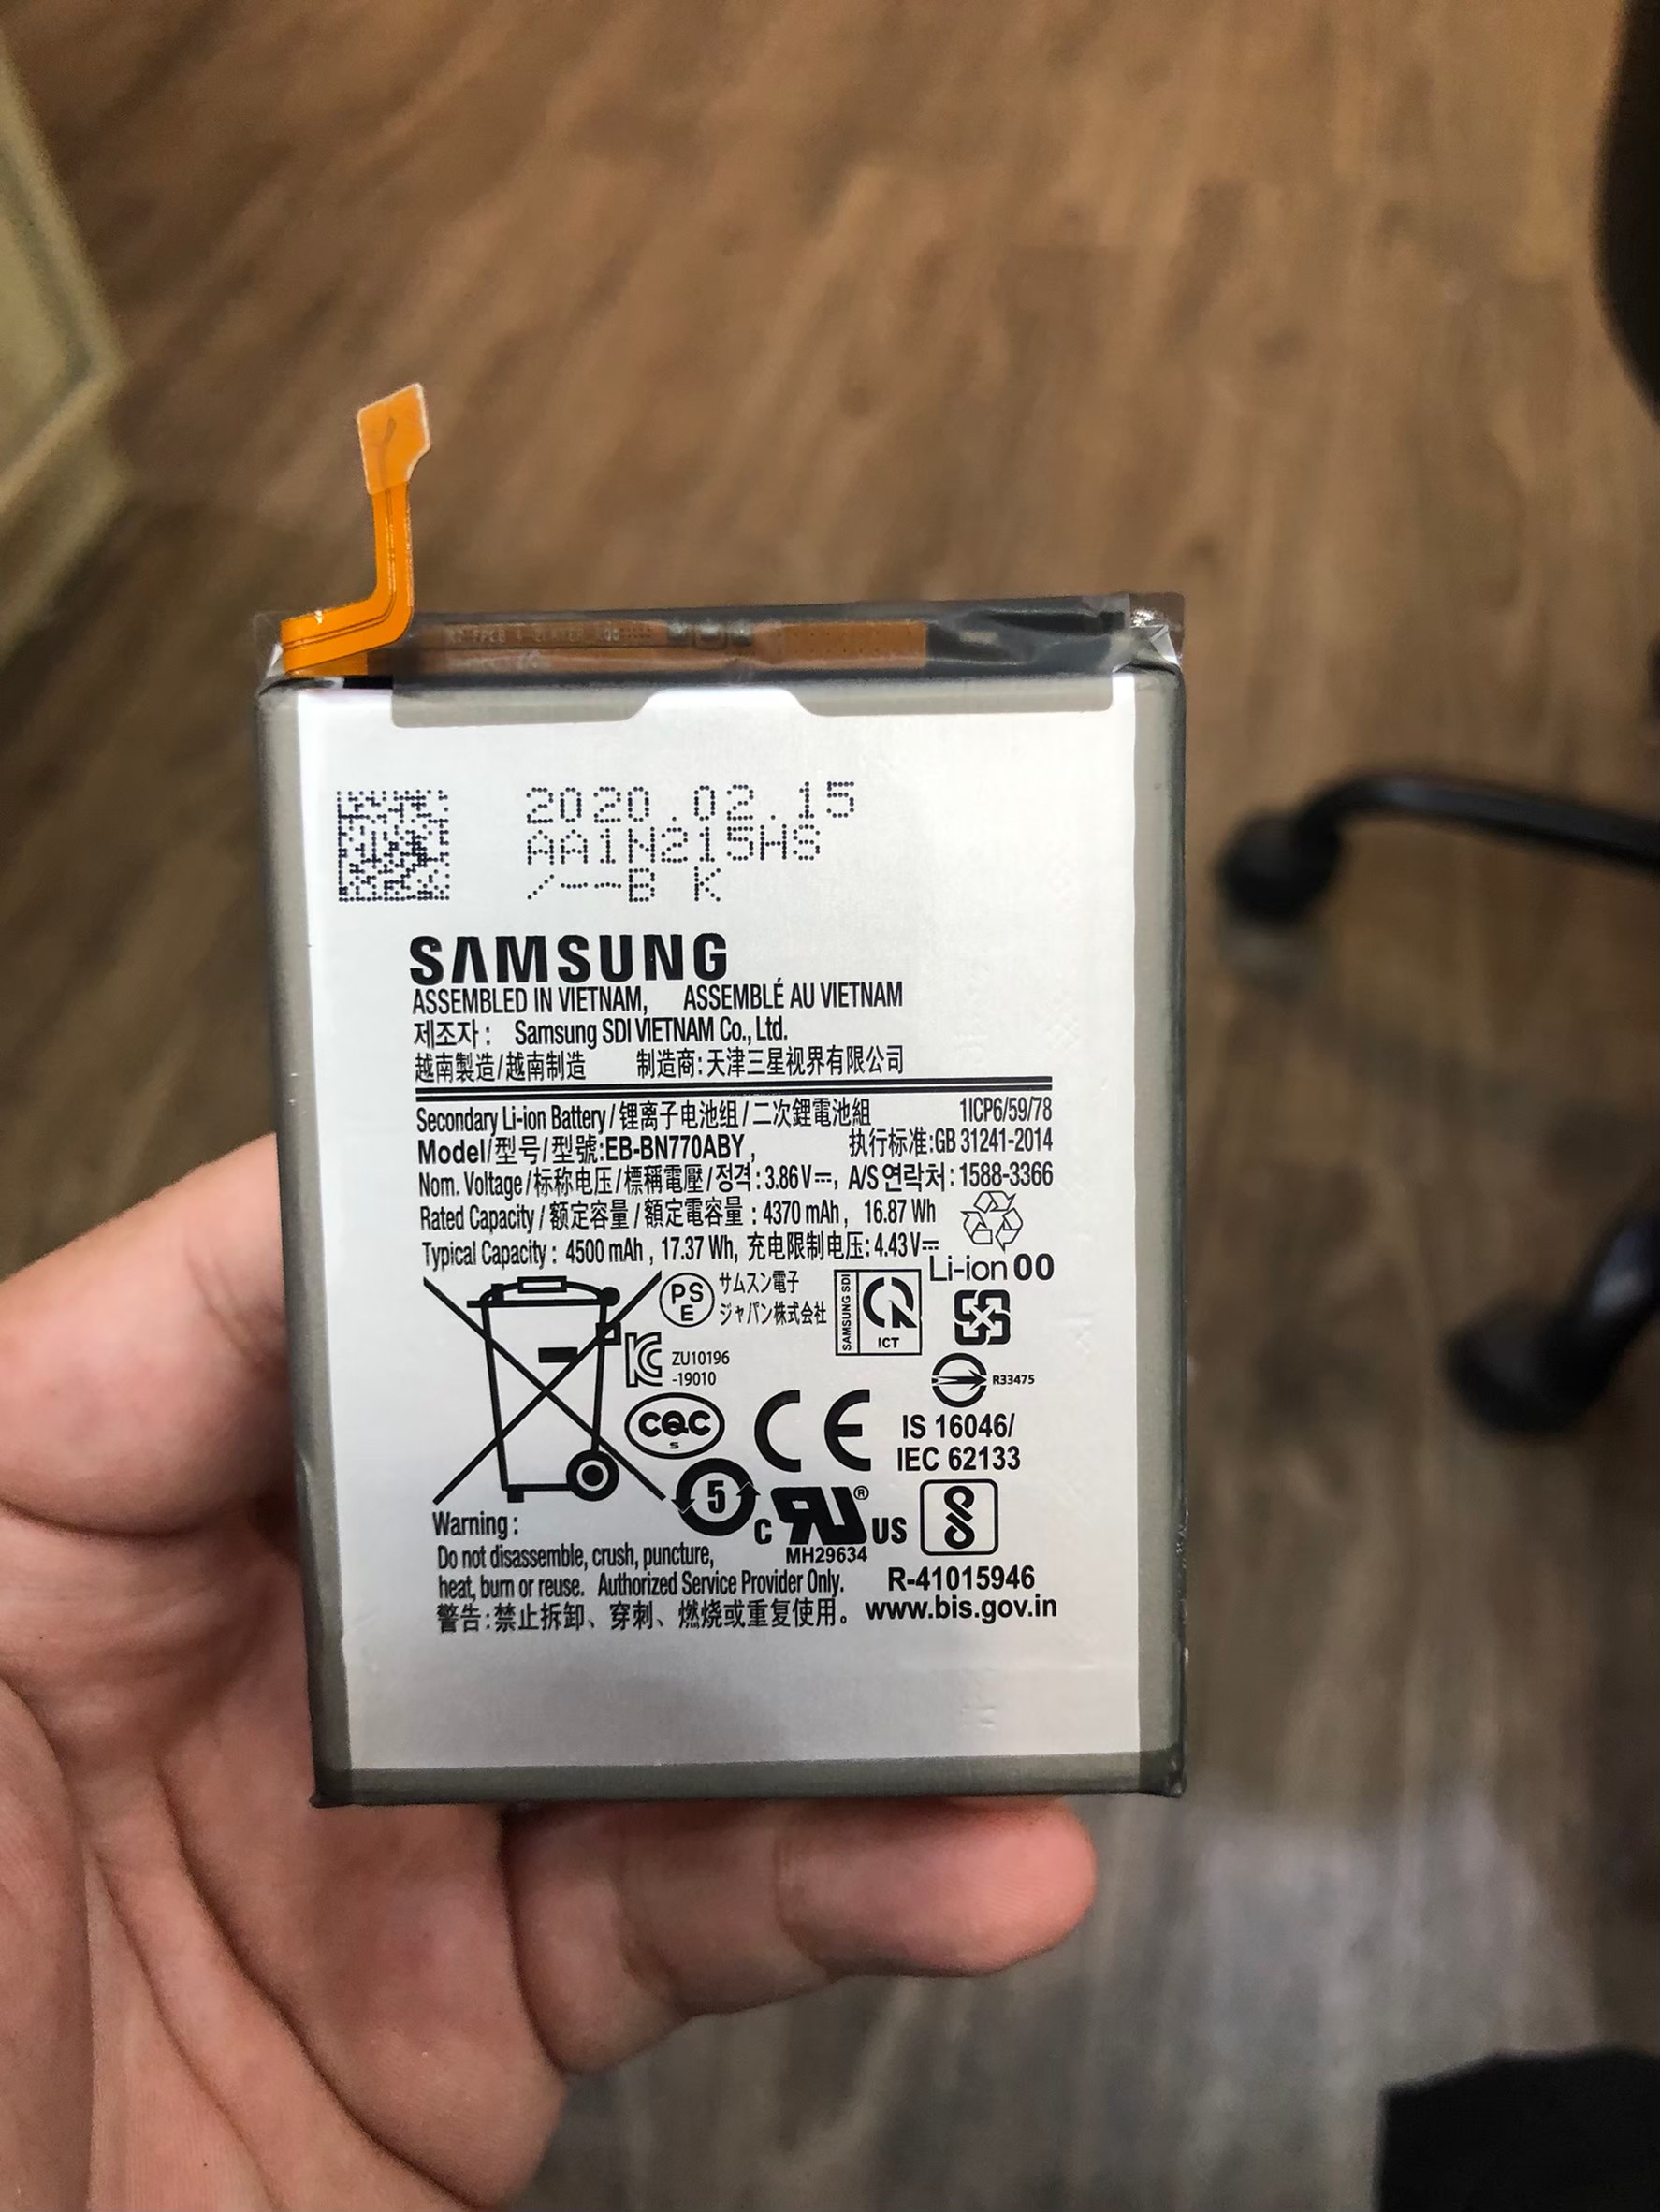 2020.02.15
AA1N215HS
/--B K
SAMSUNG
ASSEMBLED IN VIETNAM, ASSEMBLÉ AU VIETNAM
제조자 : Samsung SDI VIETNAM Co., Ltd.
越南製造/越南制造 制造商:天津三星视界有限公司
Secondary Li-ion Battery / 锂离子电池组 / 二次鋰電池組 1ICP6/59/78
Model/型号/型號:EB-BN770ABY , 执行标准:GB 31241-2014
Nom. Voltage / 标称电压 / 標稱電壓 / 정격 : 3.86 V⎓, A/S 연락처 : 1588-3366
Rated Capacity / 额定容量 / 額定電容量 : 4370 mAh , 16.87 Wh
Typical Capacity : 4500 mAh , 17.37 Wh, 充电限制电压: 4.43 V⎓
Li-ion 00
PS E サムスン電子
ジャパン株式会社
SAMSUNG SDI
ICT
ZU10196
-19010
R33475
CQC
S
CE
IS 16046/
IEC 62133
5
C RU ® US
MH29634
Warning :
Do not disassemble, crush, puncture,
heat, burn or reuse. Authorized Service Provider Only.
警告:禁止拆卸、穿刺、燃烧或重复使用。
R-41015946
www.bis.gov.in